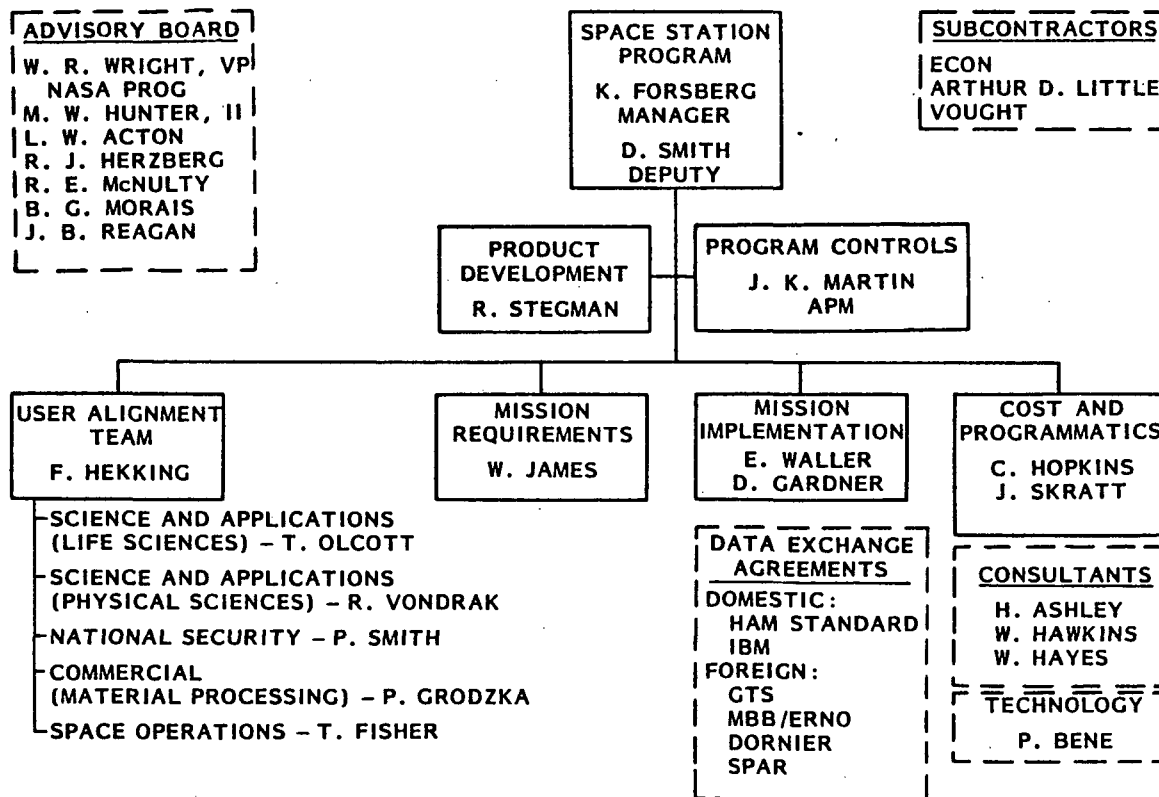 ADVISORY BOARD
W. R. WRIGHT, VP
NASA PROG
M. W. HUNTER, II
L. W. ACTON
R. J. HERZBERG
R. E. McNULTY
B. G. MORAIS
J. B. REAGAN
SPACE STATION
PROGRAM
K. FORSBERG
MANAGER
D. SMITH
DEPUTY
SUBCONTRACTORS
ECON
ARTHUR D. LITTLE
VOUGHT
PRODUCT
DEVELOPMENT
R. STEGMAN
PROGRAM CONTROLS
J. K. MARTIN
APM
USER ALIGNMENT
TEAM
F. HEKKING
MISSION
REQUIREMENTS
W. JAMES
MISSION
IMPLEMENTATION
E. WALLER
D. GARDNER
COST AND
PROGRAMMATICS
C. HOPKINS
J. SKRATT
SCIENCE AND APPLICATIONS
(LIFE SCIENCES) – T. OLCOTT
SCIENCE AND APPLICATIONS
(PHYSICAL SCIENCES) – R. VONDRAK
NATIONAL SECURITY – P. SMITH
COMMERCIAL
(MATERIAL PROCESSING) – P. GRODZKA
SPACE OPERATIONS – T. FISHER
DATA EXCHANGE
AGREEMENTS
DOMESTIC:
HAM STANDARD
IBM
FOREIGN:
GTS
MBB/ERNO
DORNIER
SPAR
CONSULTANTS
H. ASHLEY
W. HAWKINS
W. HAYES
TECHNOLOGY
P. BENE